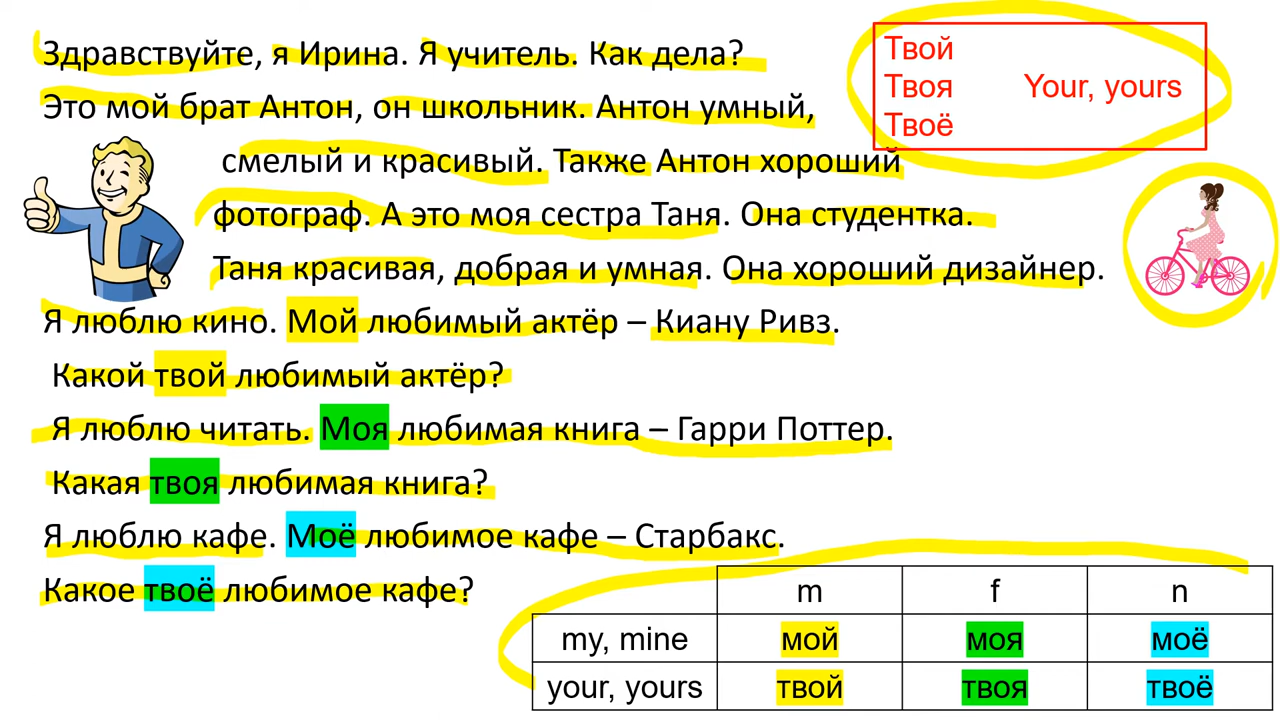 Здравствуйте, я Ирина. Я учитель. Как дела?
Это мой брат Антон, он школьник. Антон умный,
смелый и красивый. Также Антон хороший
фотограф. А это моя сестра Таня. Она студентка.
Таня красивая, добрая и умная. Она хороший дизайнер.
Я люблю кино. Мой любимый актёр – Киану Ривз.
Какой твой любимый актёр?
Я люблю читать. Моя любимая книга – Гарри Поттер.
Какая твоя любимая книга?
Я люблю кафе. Моё любимое кафе – Старбакс.
Какое твоё любимое кафе?
Твой
Твоя Your, yours
Твоё
m f n
my, mine мой моя моё
your, yours твой твоя твоё